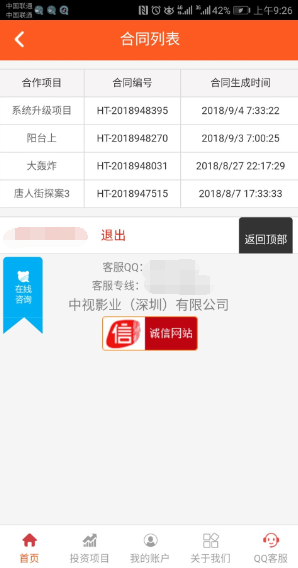 中国联通
中国联通
42% 上午9:26
合同列表
合作项目 合同编号 合同生成时间
系统升级项目 HT-2018948395 2018/9/4 7:33:22
阳台上 HT-2018948270 2018/9/3 7:00:25
大轰炸 HT-2018948031 2018/8/27 22:17:29
唐人街探案3 HT-2018947515 2018/8/7 17:33:33
退出
返回顶部
在线
咨询
客服QQ：
客服专线：
中视影业（深圳）有限公司
信 诚信网站
首页 投资项目 我的账户 关于我们 QQ客服